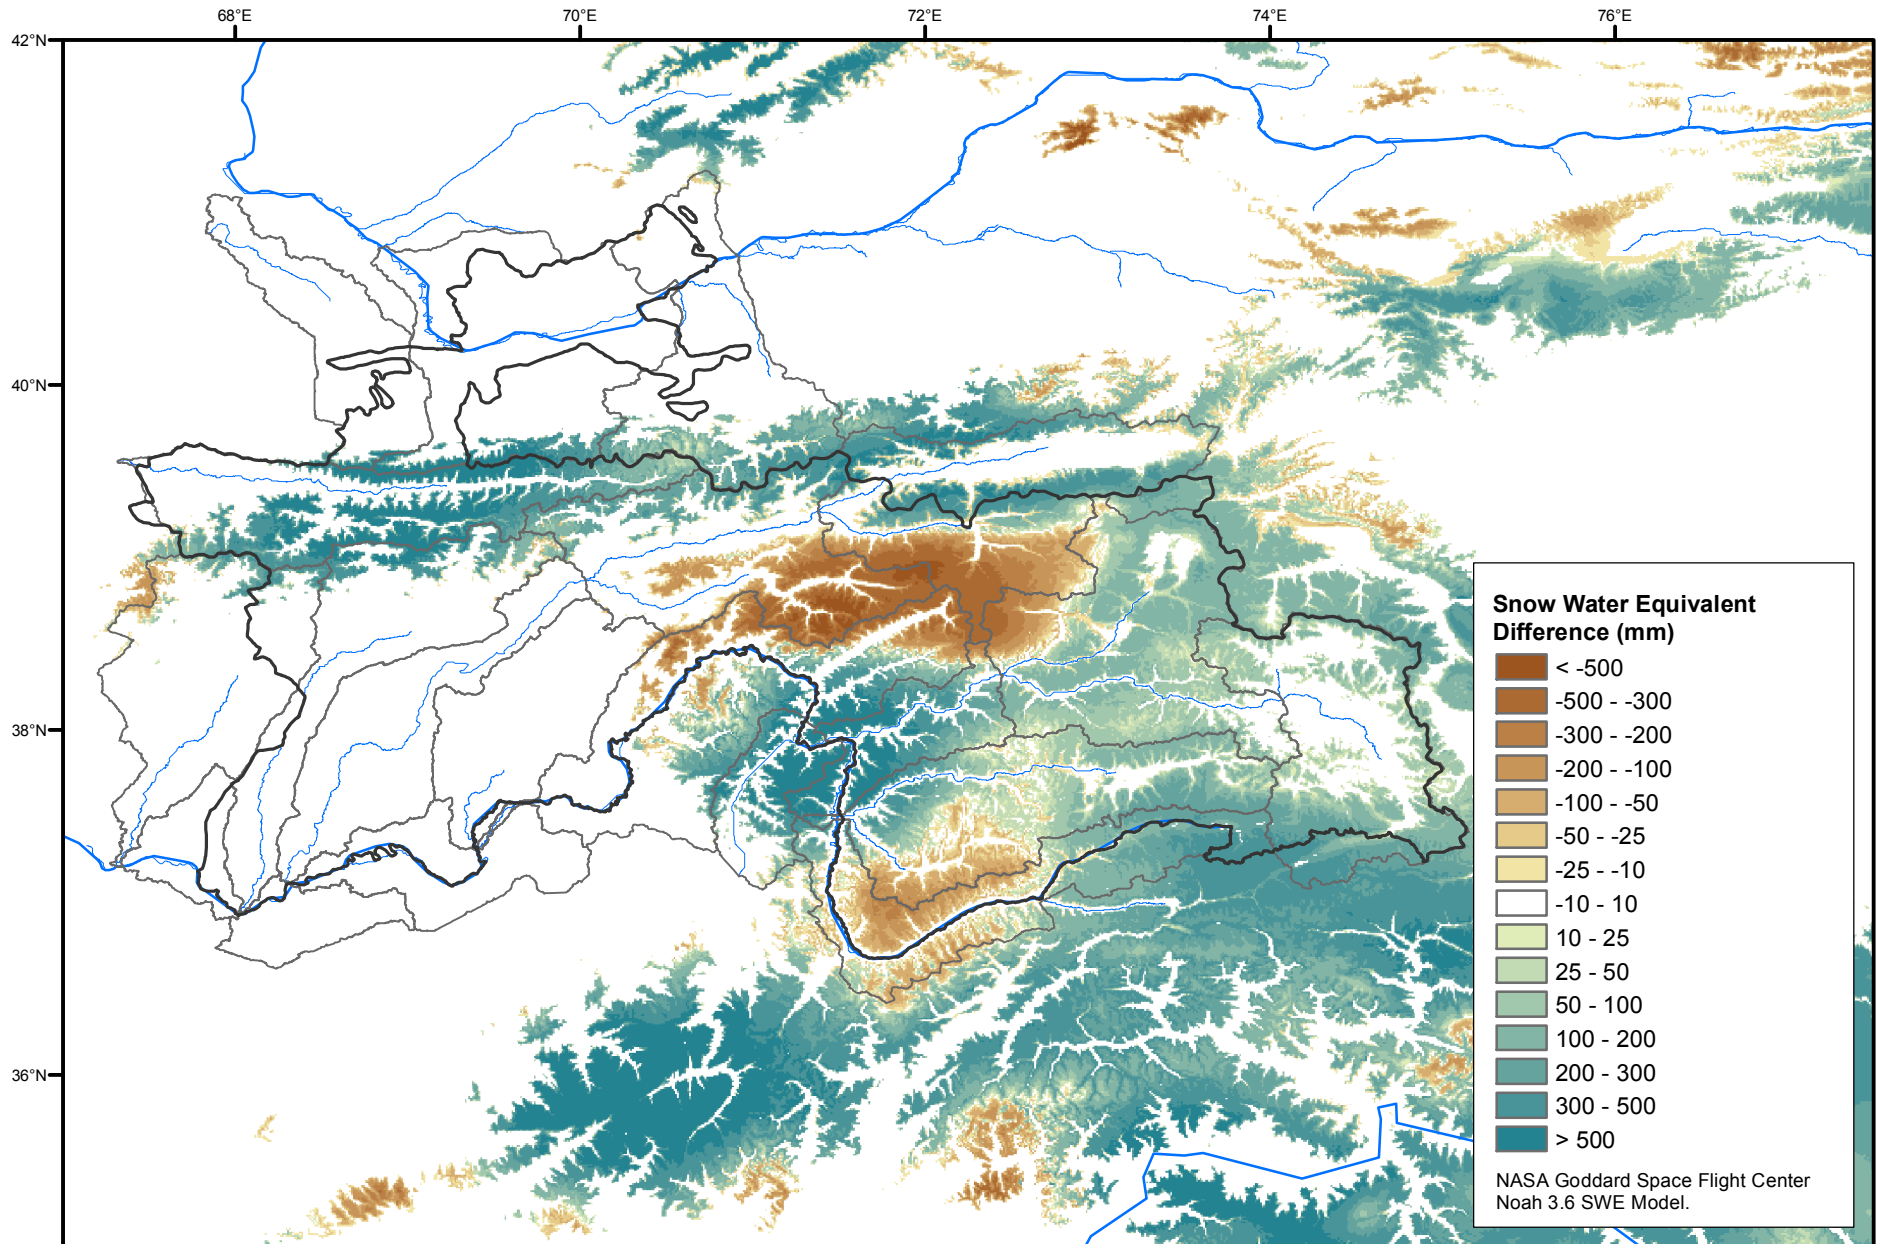 68°E
70°E
72°E
74°E
76°E
42°N
40°N
38°N
36°N
Snow Water Equivalent
Difference (mm)
< -500
-500 - -300
-300 - -200
-200 - -100
-100 - -50
-50 - -25
-25 - -10
-10 - 10
10 - 25
25 - 50
50 - 100
100 - 200
200 - 300
300 - 500
> 500
NASA Goddard Space Flight Center
Noah 3.6 SWE Model.